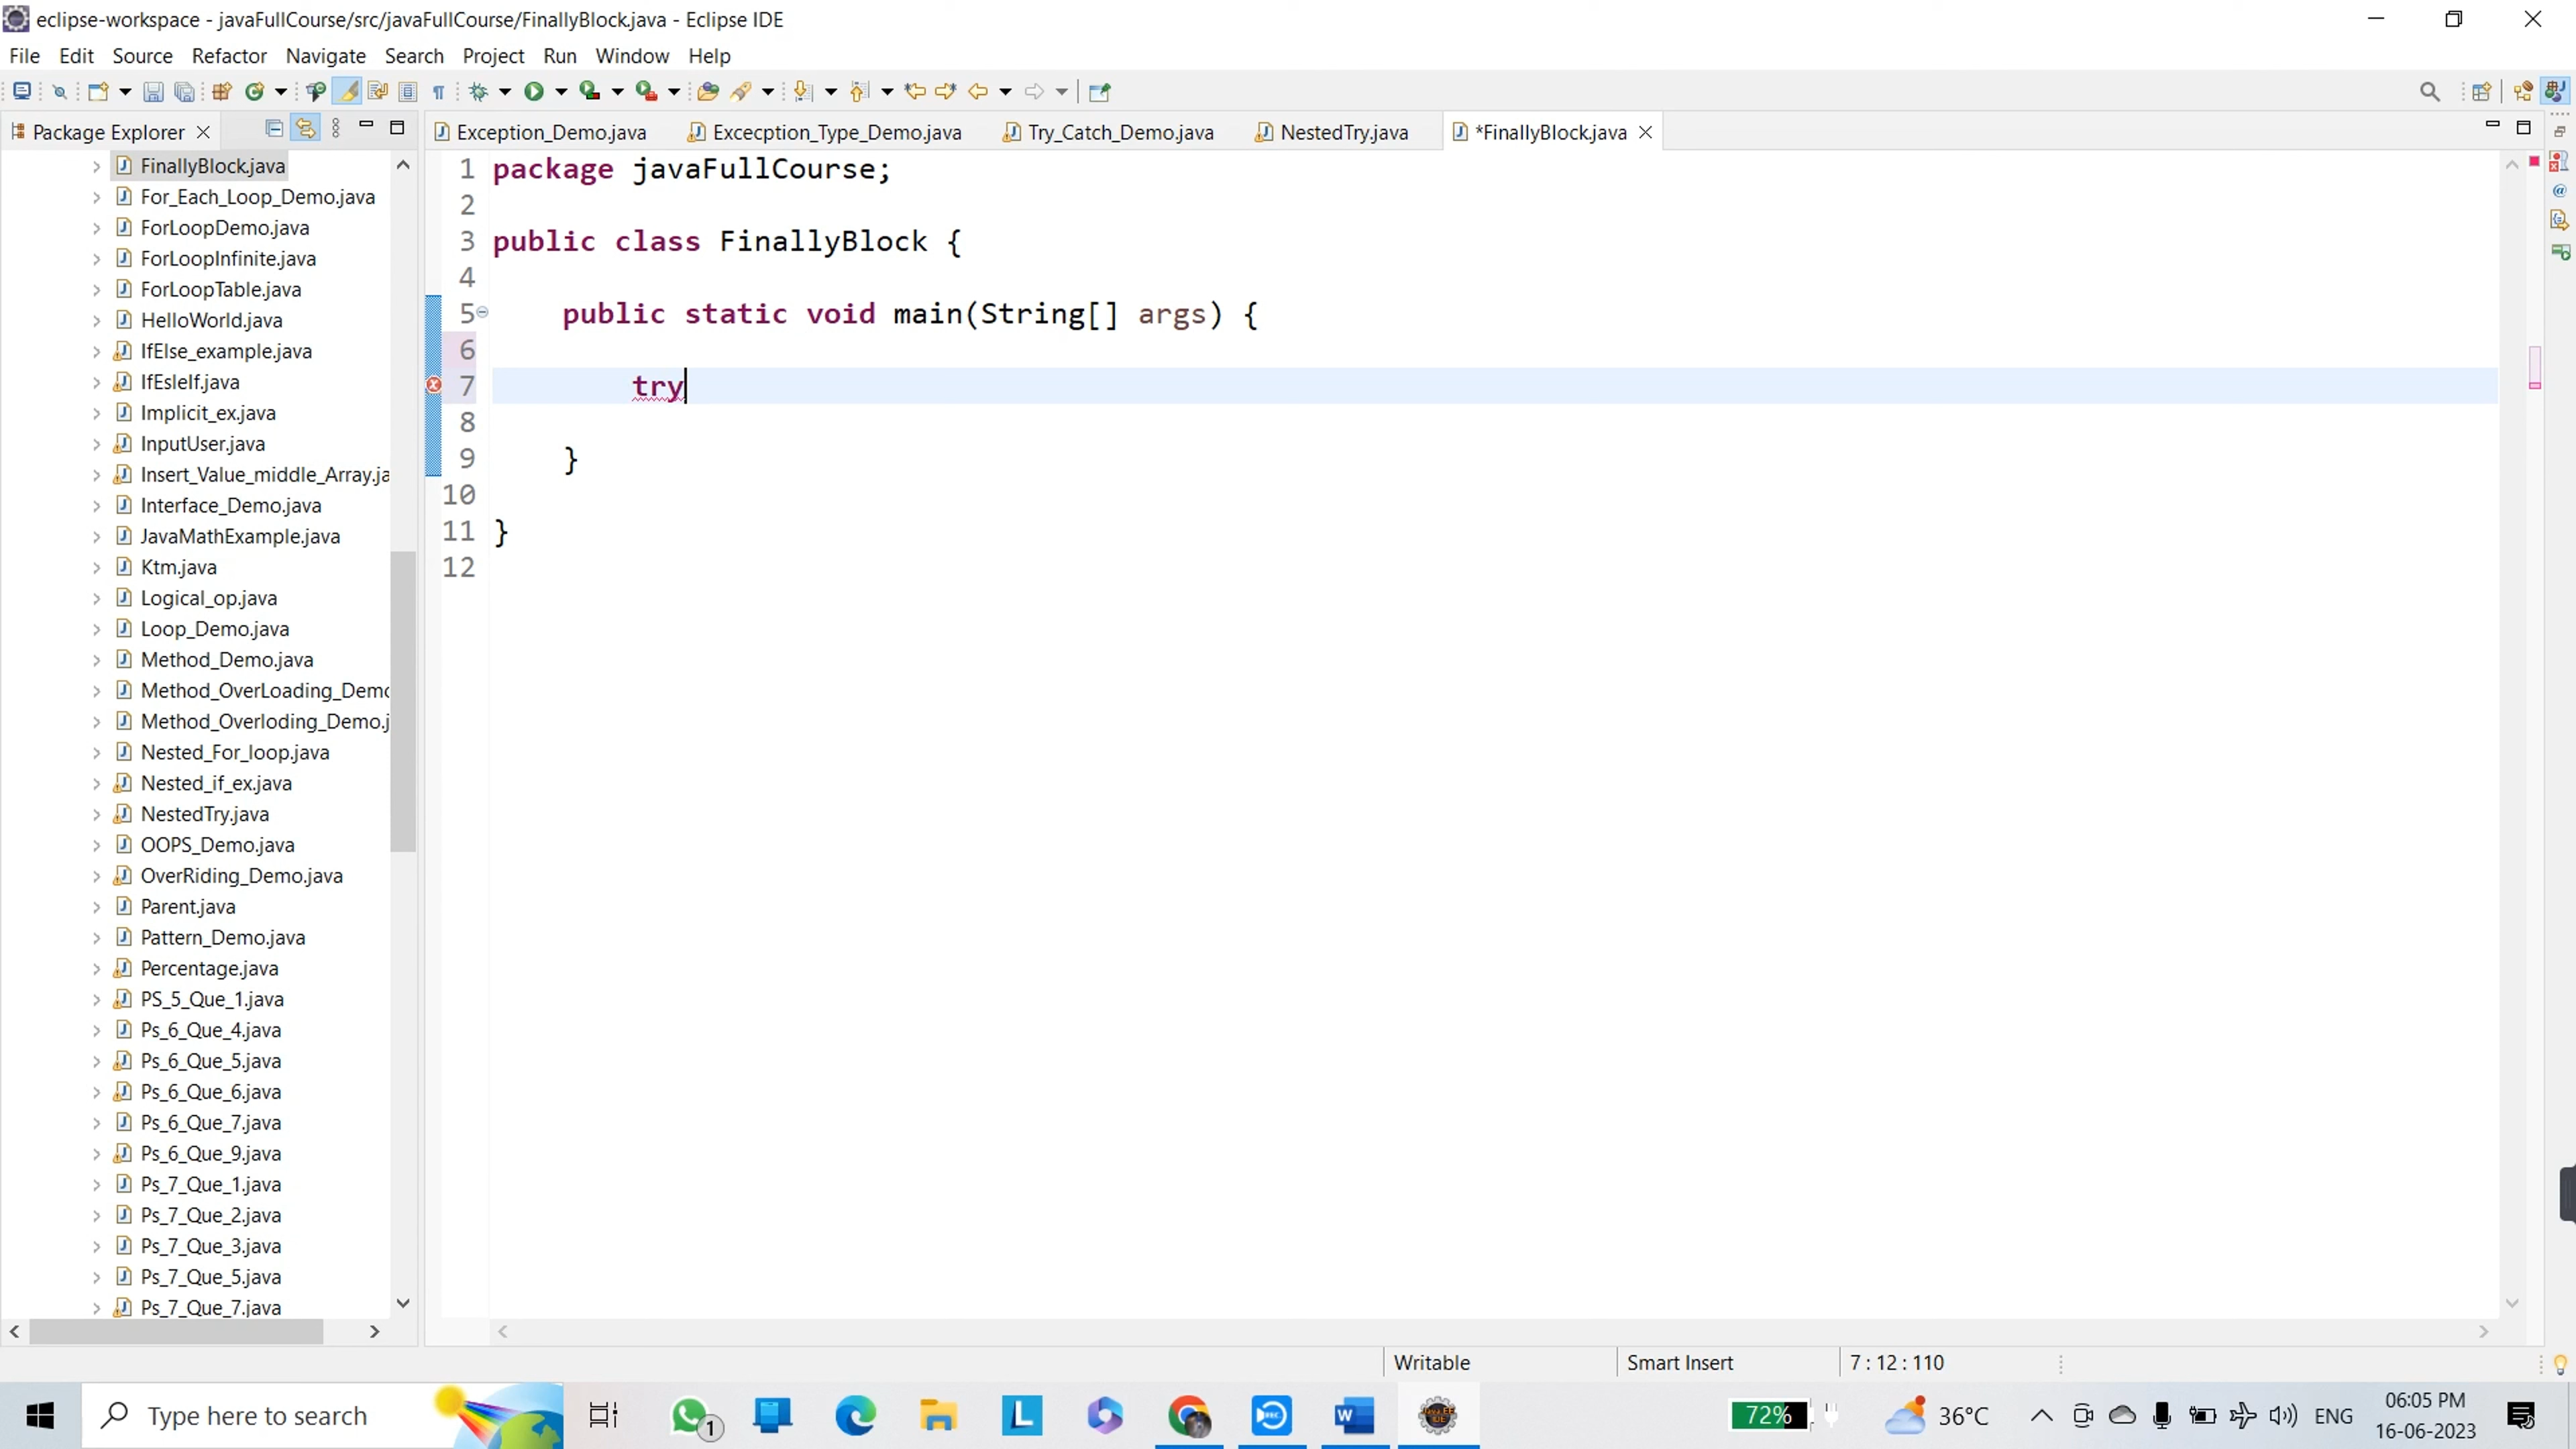 eclipse-workspace - javaFullCourse/src/javaFullCourse/FinallyBlock.java - Eclipse IDE
File Edit Source Refactor Navigate Search Project Run Window Help
Package Explorer
Exception_Demo.java Excecption_Type_Demo.java Try_Catch_Demo.java NestedTry.java *FinallyBlock.java
FinallyBlock.java
For_Each_Loop_Demo.java
ForLoopDemo.java
ForLoopInfinite.java
ForLoopTable.java
HelloWorld.java
IfElse_example.java
IfEsleIf.java
Implicit_ex.java
InputUser.java
Insert_Value_middle_Array.ja
Interface_Demo.java
JavaMathExample.java
Ktm.java
Logical_op.java
Loop_Demo.java
Method_Demo.java
Method_OverLoading_Demo
Method_Overloding_Demo.j
Nested_For_loop.java
Nested_if_ex.java
NestedTry.java
OOPS_Demo.java
OverRiding_Demo.java
Parent.java
Pattern_Demo.java
Percentage.java
PS_5_Que_1.java
Ps_6_Que_4.java
Ps_6_Que_5.java
Ps_6_Que_6.java
Ps_6_Que_7.java
Ps_6_Que_9.java
Ps_7_Que_1.java
Ps_7_Que_2.java
Ps_7_Que_3.java
Ps_7_Que_5.java
Ps_7_Que_7.java
1 package javaFullCourse;
2
3 public class FinallyBlock {
4
5 public static void main(String[] args) {
6
7 try
8
9 }
10
11 }
12
Writable Smart Insert 7 : 12 : 110
Type here to search
1
72%
36°C
ENG
06:05 PM
16-06-2023